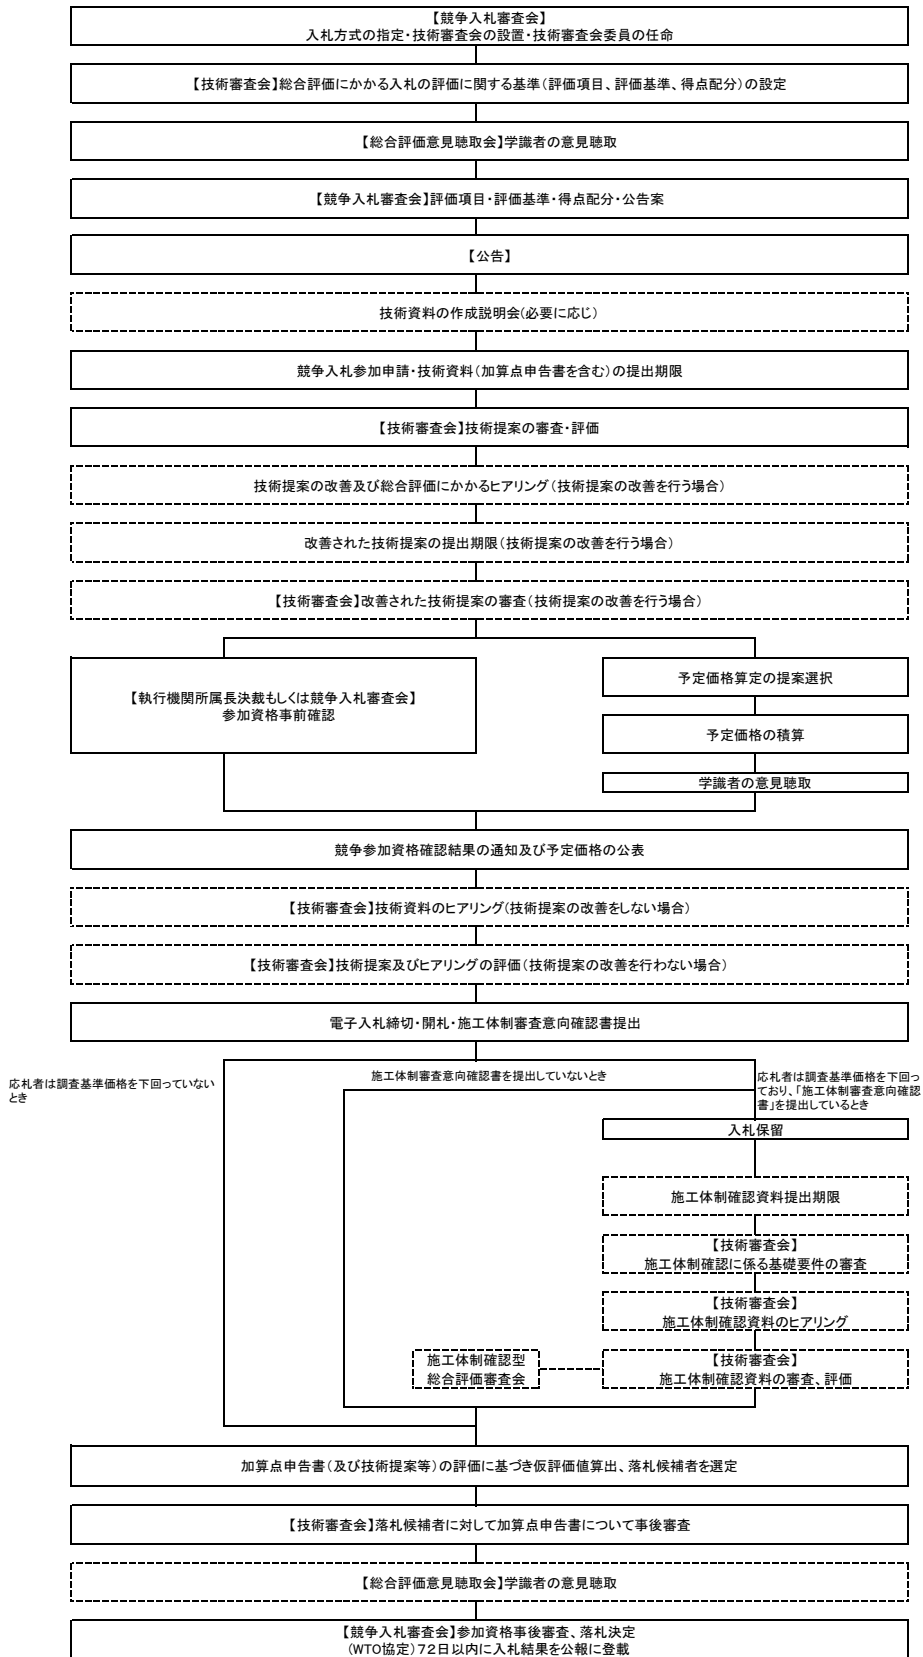 【競争入札審査会】
入札方式の指定・技術審査会の設置・技術審査会委員の任命
【技術審査会】総合評価にかかる入札の評価に関する基準(評価項目、評価基準、得点配分)の設定
【総合評価意見聴取会】学識者の意見聴取
【競争入札審査会】評価項目・評価基準・得点配分・公告案
【公告】
技術資料の作成説明会(必要に応じ)
競争入札参加申請・技術資料(加算点申告書を含む)の提出期限
【技術審査会】技術提案の審査・評価
技術提案の改善及び総合評価にかかるヒアリング(技術提案の改善を行う場合)
改善された技術提案の提出期限(技術提案の改善を行う場合)
【技術審査会】改善された技術提案の審査(技術提案の改善を行う場合)
【執行機関所属長決裁もしくは競争入札審査会】
参加資格事前確認
予定価格算定の提案選択
予定価格の積算
学識者の意見聴取
競争参加資格確認結果の通知及び予定価格の公表
【技術審査会】技術資料のヒアリング(技術提案の改善をしない場合)
【技術審査会】技術提案及びヒアリングの評価(技術提案の改善を行わない場合)
電子入札締切・開札・施工体制審査意向確認書提出
応札者は調査基準価格を下回っていない
とき
施工体制審査意向確認書を提出していないとき
応札者は調査基準価格を下回っ
ており、「施工体制審査意向確認
書」を提出しているとき
入札保留
施工体制確認資料提出期限
【技術審査会】
施工体制確認に係る基礎要件の審査
【技術審査会】
施工体制確認資料のヒアリング
施工体制確認型
総合評価審査会
【技術審査会】
施工体制確認資料の審査、評価
加算点申告書(及び技術提案等)の評価に基づき仮評価値算出、落札候補者を選定
【技術審査会】落札候補者に対して加算点申告書について事後審査
【総合評価意見聴取会】学識者の意見聴取
【競争入札審査会】参加資格事後審査、落札決定
(WTO協定)72日以内に入札結果を公報に登載